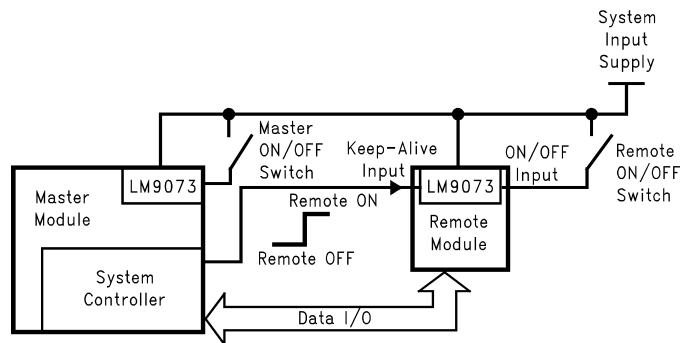 System
Input
Supply
Master
ON/OFF
Switch
Keep-Alive
Input
ON/OFF
Input
Remote
ON/OFF
Switch
LM9073
Master
Module
LM9073
Remote
Module
Remote ON
Remote OFF
System
Controller
Data I/O